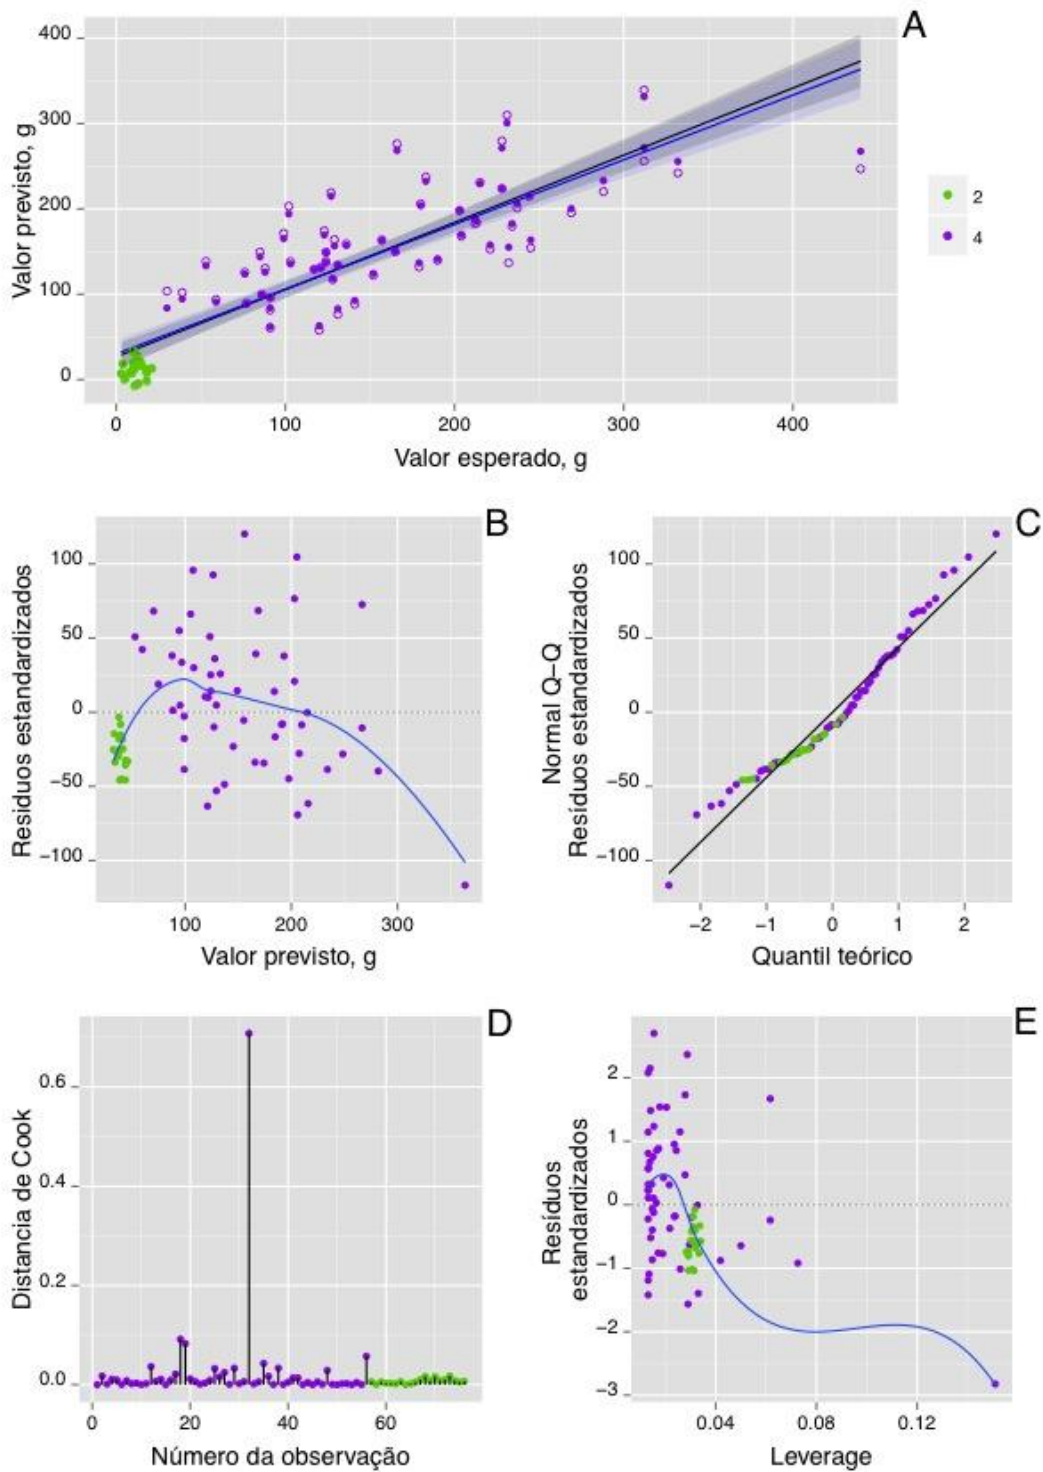 A
400
300
200
100
0
Valor previsto, g
0
100
200
300
400
Valor esperado, g
2
4
B
100
50
0
−50
−100
Resíduos estandardizados
100
200
300
Valor previsto, g
C
100
50
0
−50
−100
Normal Q−Q
Resíduos estandardizados
−2
−1
0
1
2
Quantil teórico
D
0.6
0.4
0.2
0.0
Distancia de Cook
0
20
40
60
Número da observação
E
2
1
0
−1
−2
−3
Resíduos
estandardizados
0.04
0.08
0.12
Leverage